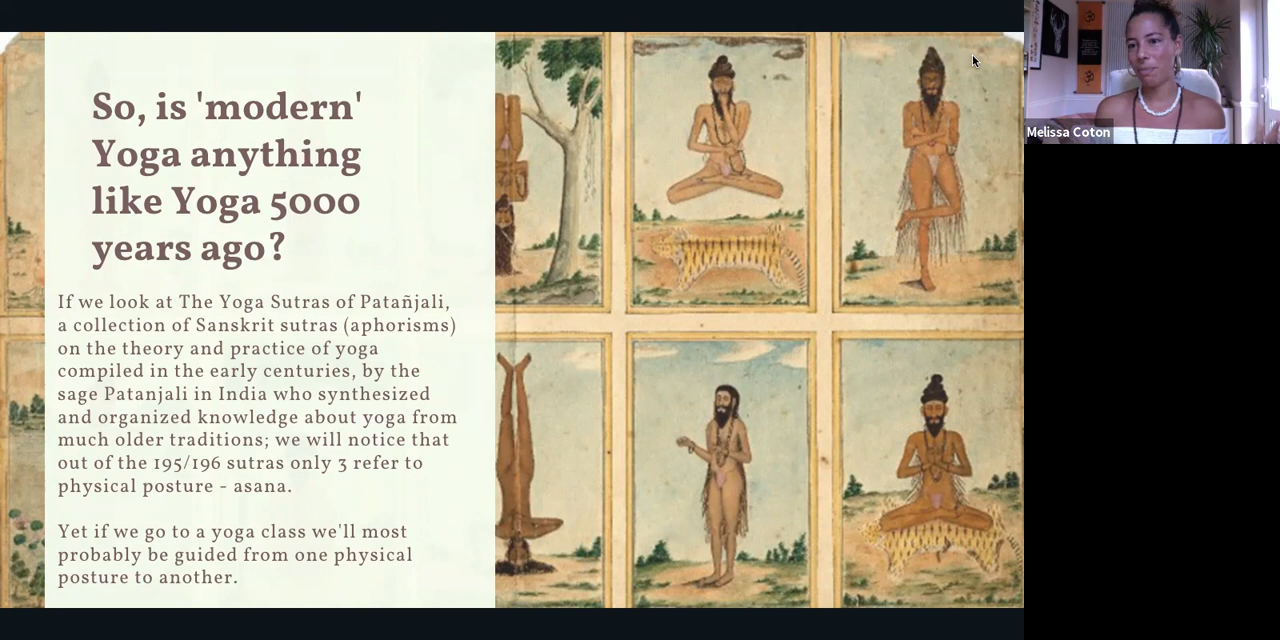 So, is 'modern'
Yoga anything
like Yoga 5000
years ago?
If we look at The Yoga Sutras of Patañjali,
a collection of Sanskrit sutras (aphorisms)
on the theory and practice of yoga
compiled in the early centuries, by the
sage Patanjali in India who synthesized
and organized knowledge about yoga from
much older traditions; we will notice that
out of the 195/196 sutras only 3 refer to
physical posture - asana.
Yet if we go to a yoga class we'll most
probably be guided from one physical
posture to another.
Melissa Coton
ॐ
ॐ